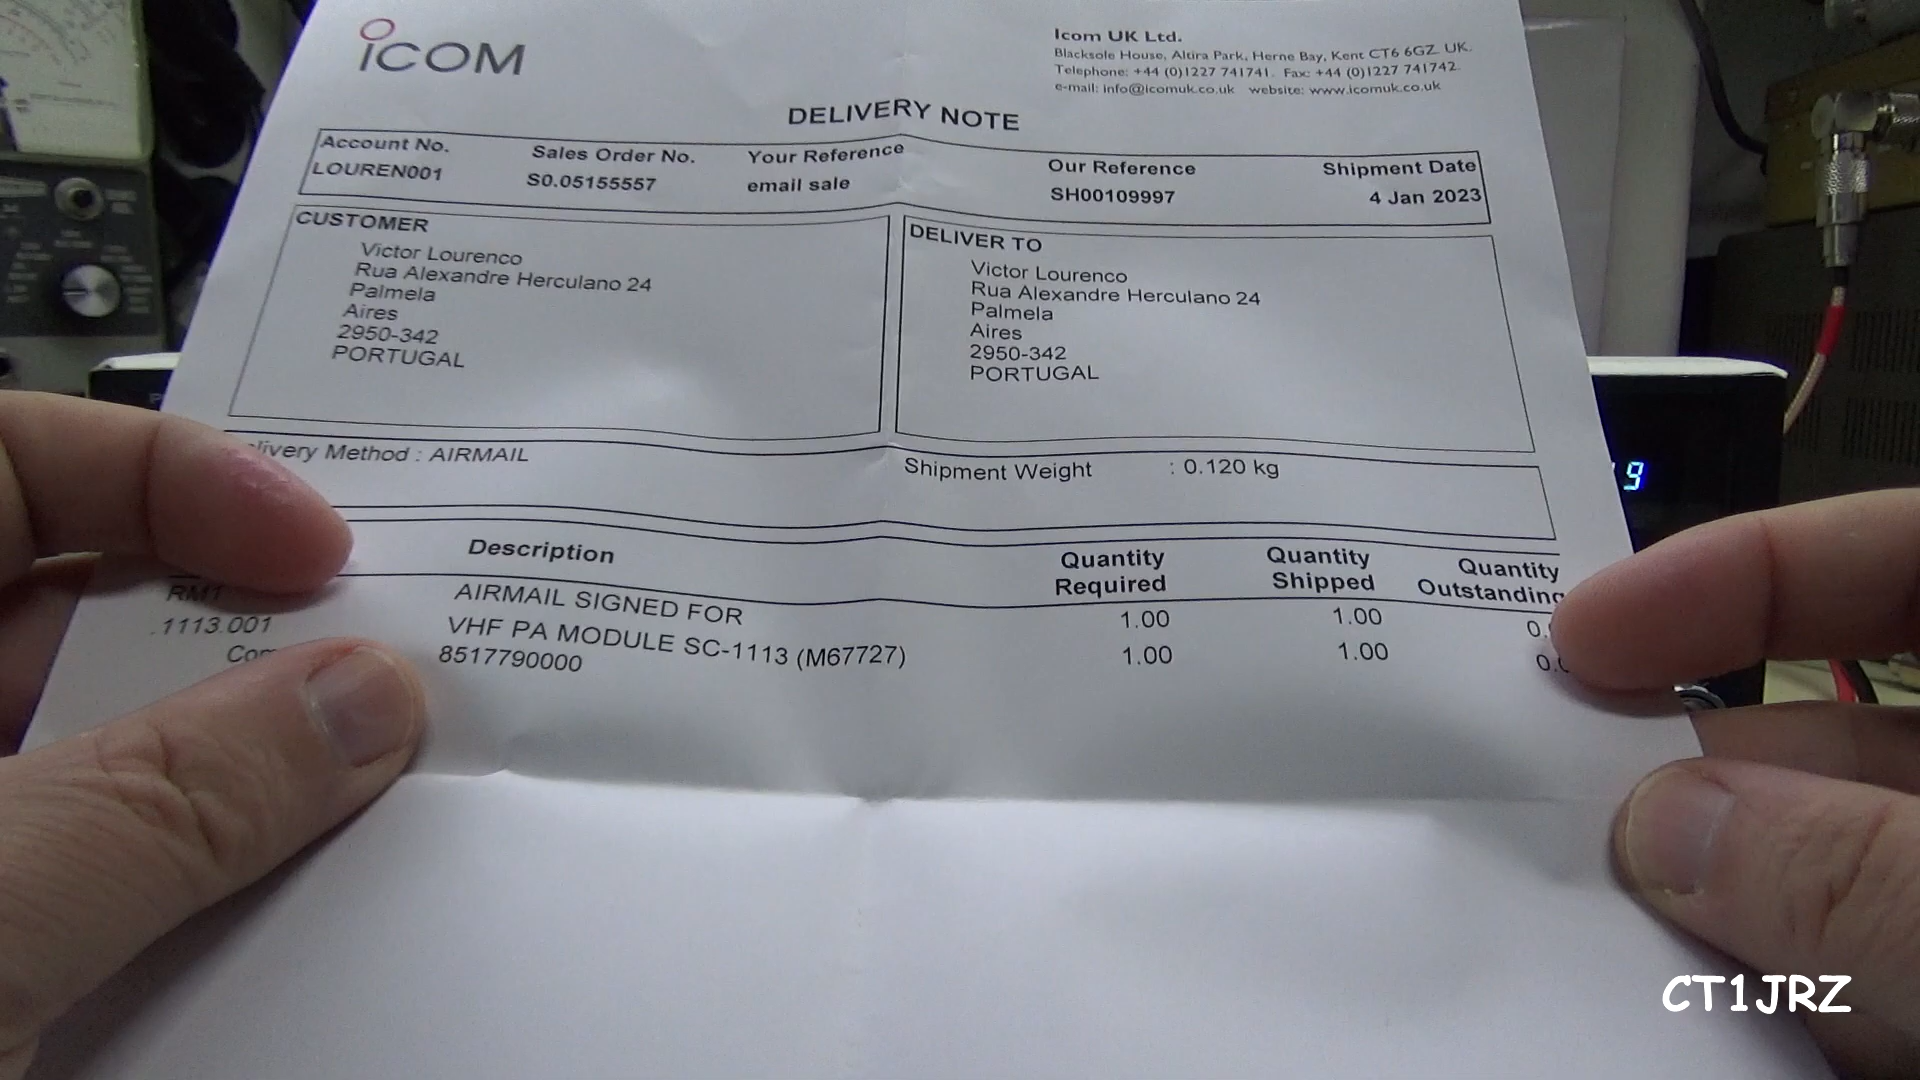 iCOM
Icom UK Ltd.
Blacksole House, Altira Park, Herne Bay, Kent CT6 6GZ. UK.
Telephone: +44 (0)1227 741741. Fax: +44 (0)1227 741742.
e-mail: info@icomuk.co.uk website: www.icomuk.co.uk
DELIVERY NOTE
Account No. Sales Order No. Your Reference Our Reference Shipment Date
LOUREN001 S0.05155557 email sale SH00109997 4 Jan 2023
CUSTOMER
Victor Lourenco
Rua Alexandre Herculano 24
Palmela
Aires
2950-342
PORTUGAL
DELIVER TO
Victor Lourenco
Rua Alexandre Herculano 24
Palmela
Aires
2950-342
PORTUGAL
livery Method : AIRMAIL Shipment Weight : 0.120 kg
Description Quantity Required Quantity Shipped Quantity Outstanding
RM1 AIRMAIL SIGNED FOR 1.00 1.00 0.
.1113.001 VHF PA MODULE SC-1113 (M67727) 1.00 1.00 0.0
Com 8517790000
9
CT1JRZ